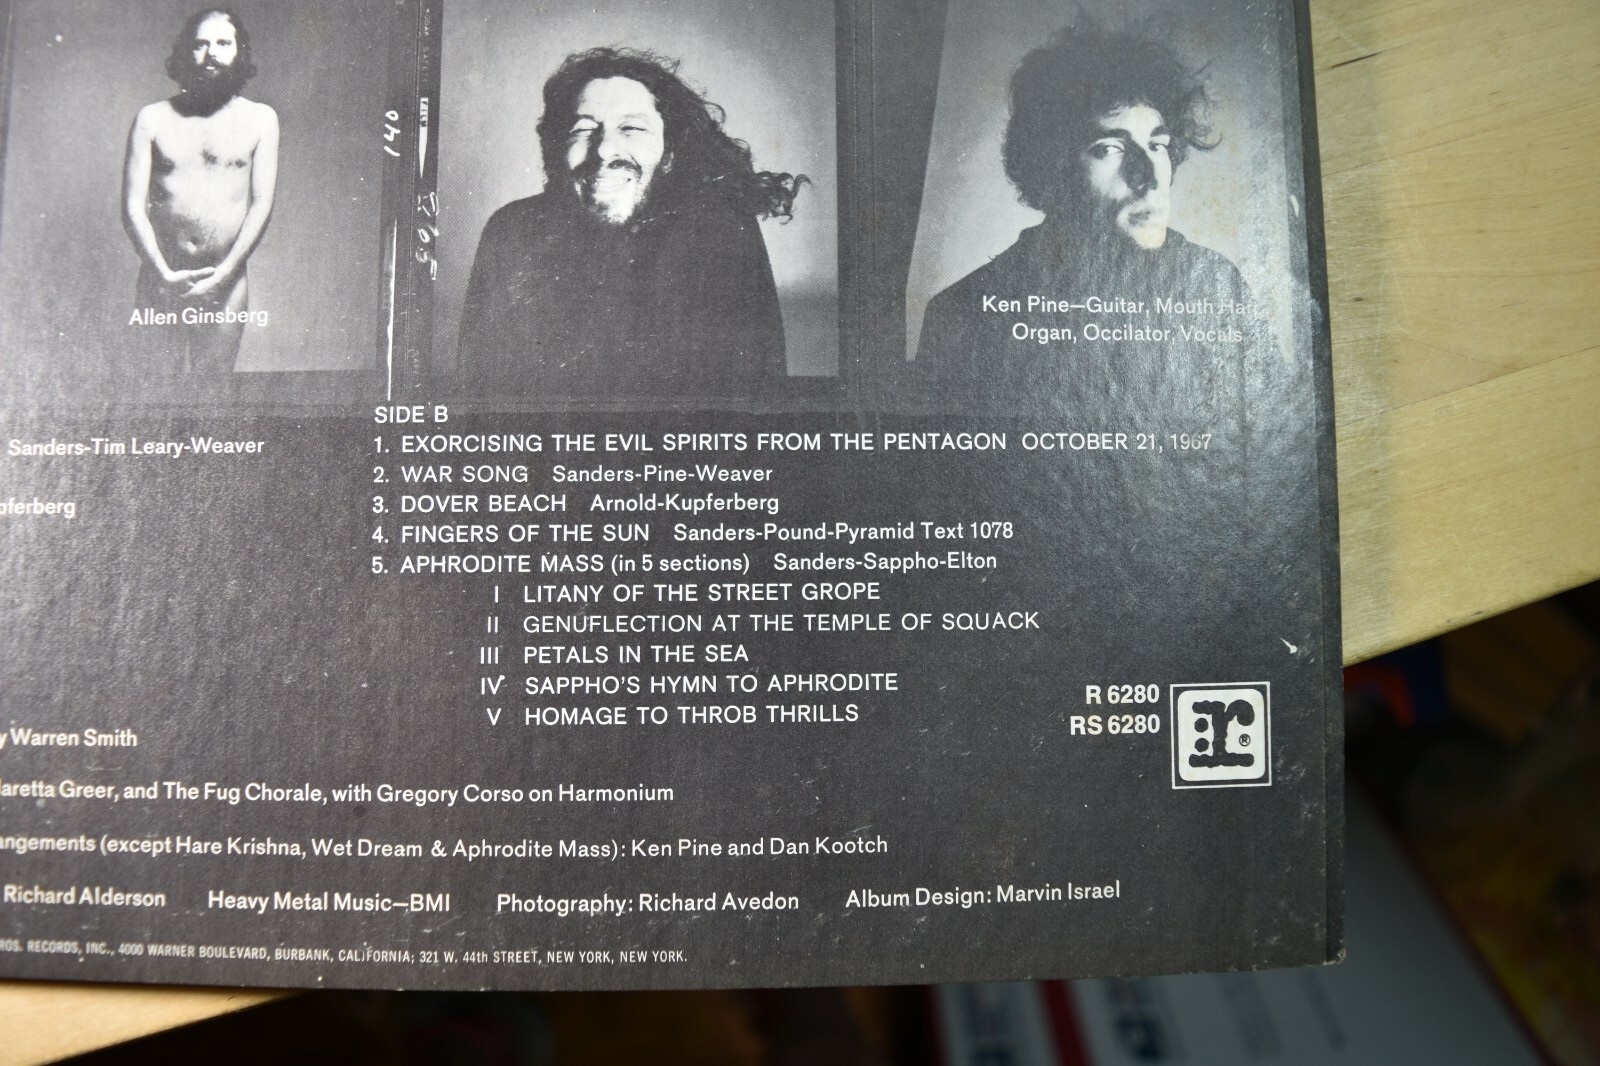 140
Allen Ginsberg
Ken Pine—Guitar, Mouth Harp,
Organ, Occilator, Vocals
SIDE B
Sanders-Tim Leary-Weaver
1. EXORCISING THE EVIL SPIRITS FROM THE PENTAGON OCTOBER 21, 1967
2. WAR SONG Sanders-Pine-Weaver
3. DOVER BEACH Arnold-Kupferberg
pferberg
4. FINGERS OF THE SUN Sanders-Pound-Pyramid Text 1078
5. APHRODITE MASS (in 5 sections) Sanders-Sappho-Elton
I LITANY OF THE STREET GROPE
II GENUFLECTION AT THE TEMPLE OF SQUACK
III PETALS IN THE SEA
IV SAPPHO'S HYMN TO APHRODITE
V HOMAGE TO THROB THRILLS
R 6280
RS 6280
r ®
y Warren Smith
aretta Greer, and The Fug Chorale, with Gregory Corso on Harmonium
angements (except Hare Krishna, Wet Dream & Aphrodite Mass): Ken Pine and Dan Kootch
Richard Alderson Heavy Metal Music—BMI Photography: Richard Avedon Album Design: Marvin Israel
ROS. RECORDS, INC., 4000 WARNER BOULEVARD, BURBANK, CALIFORNIA; 321 W. 44th STREET, NEW YORK, NEW YORK.